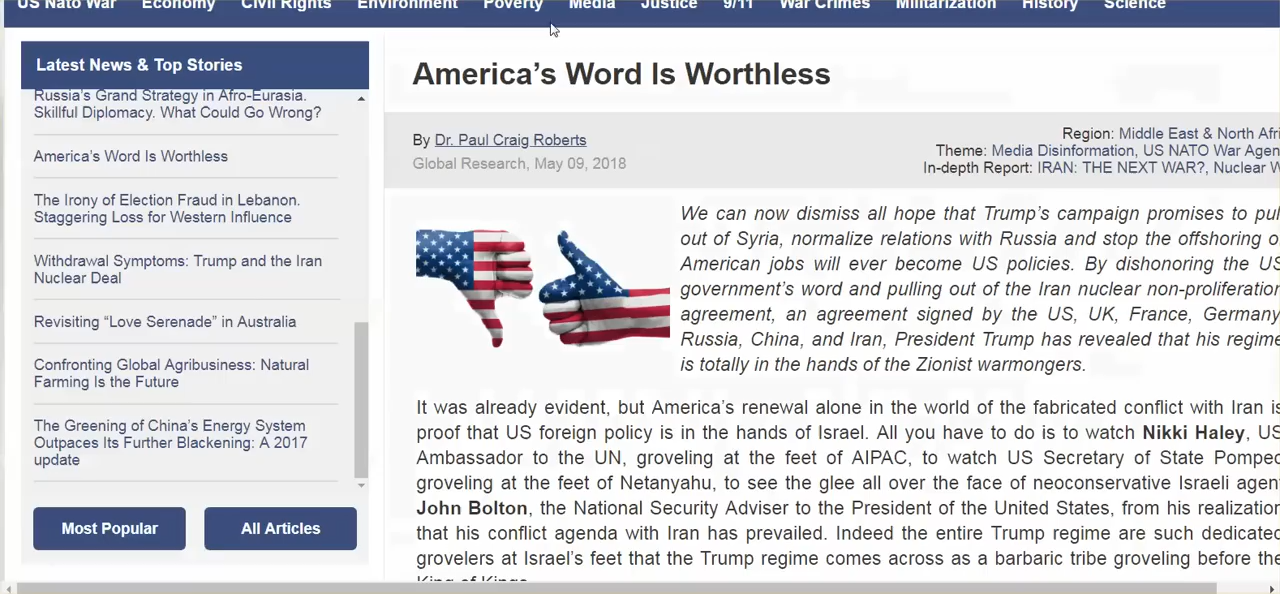 US Nato War Economy Civil Rights Environment Poverty Media Justice 9/11 War Crimes Militarization History Science
Latest News & Top Stories
Russia's Grand Strategy in Afro-Eurasia.
Skillful Diplomacy. What Could Go Wrong?
America's Word Is Worthless
The Irony of Election Fraud in Lebanon.
Staggering Loss for Western Influence
Withdrawal Symptoms: Trump and the Iran
Nuclear Deal
Revisiting “Love Serenade” in Australia
Confronting Global Agribusiness: Natural
Farming Is the Future
The Greening of China's Energy System
Outpaces Its Further Blackening: A 2017
update
Most Popular
All Articles
America's Word Is Worthless
By Dr. Paul Craig Roberts
Global Research, May 09, 2018
Region: Middle East & North Afri
Theme: Media Disinformation, US NATO War Agen
In-depth Report: IRAN: THE NEXT WAR?, Nuclear W
We can now dismiss all hope that Trump's campaign promises to pul
out of Syria, normalize relations with Russia and stop the offshoring o
American jobs will ever become US policies. By dishonoring the US
government's word and pulling out of the Iran nuclear non-proliferation
agreement, an agreement signed by the US, UK, France, Germany
Russia, China, and Iran, President Trump has revealed that his regime
is totally in the hands of the Zionist warmongers.
It was already evident, but America's renewal alone in the world of the fabricated conflict with Iran is
proof that US foreign policy is in the hands of Israel. All you have to do is to watch Nikki Haley, US
Ambassador to the UN, groveling at the feet of AIPAC, to watch US Secretary of State Pompeo
groveling at the feet of Netanyahu, to see the glee all over the face of neoconservative Israeli agent
John Bolton, the National Security Adviser to the President of the United States, from his realization
that his conflict agenda with Iran has prevailed. Indeed the entire Trump regime are such dedicated
grovelers at Israel's feet that the Trump regime comes across as a barbaric tribe groveling before the
King of Kings